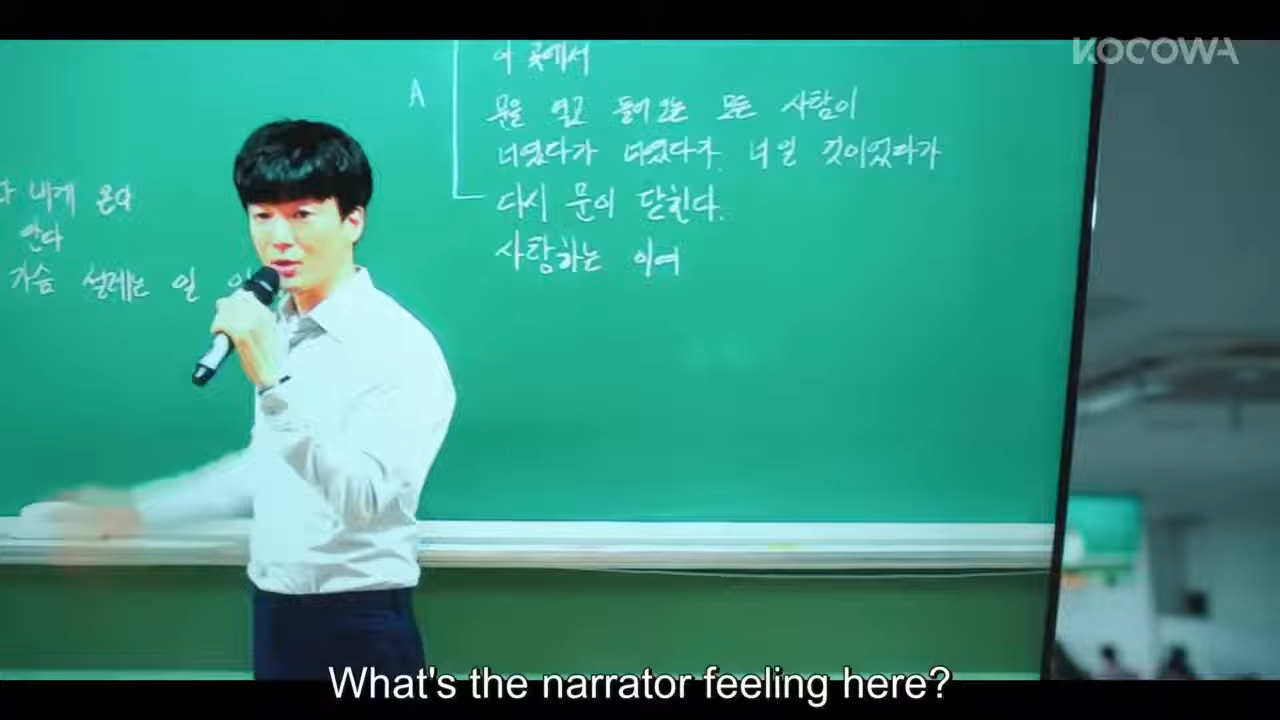 KOCOWA
내게 온다
안다
가슴 설레는 일
A
이 곳에서
문을 열고 들어오는 모든 사람이
너였다가 너였다가, 너일 것이었다가
다시 문이 닫힌다.
사랑하는 이여
What's the narrator feeling here?